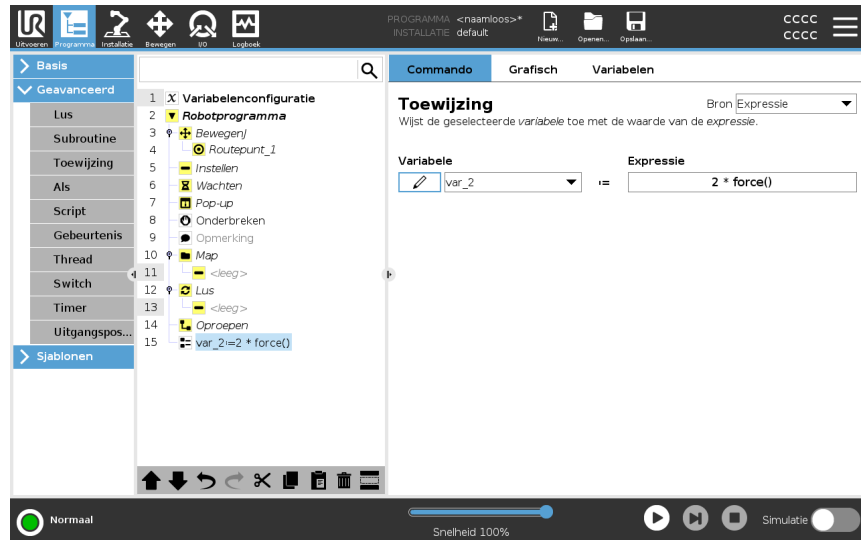 UR
PROGRAMMA <naamloos>*
INSTALLATIE default
Uitvoeren Programma Installatie Bewegen I/O Logboek
Nieuw... Openen... Opslaan...
CCCC
CCCC
Basis
Geavanceerd
Lus
Subroutine
Toewijzing
Als
Script
Gebeurtenis
Thread
Switch
Timer
Uitgangspos...
Sjablonen
1 X Variabelenconfiguratie
2 Robotprogramma
3 BewegenJ
4 Routepunt_1
5 Instellen
6 Wachten
7 Pop-up
8 Onderbreken
9 Opmerking
10 Map
11 <leeg>
12 Lus
13 <leeg>
14 Oproepen
15 var_2:=2 * force()
Commando Grafisch Variabelen
Toewijzing
Bron Expressie
Wijst de geselecteerde variabele toe met de waarde van de expressie.
Variabele Expressie
var_2 := 2 * force()
Normaal
Snelheid 100%
Simulatie